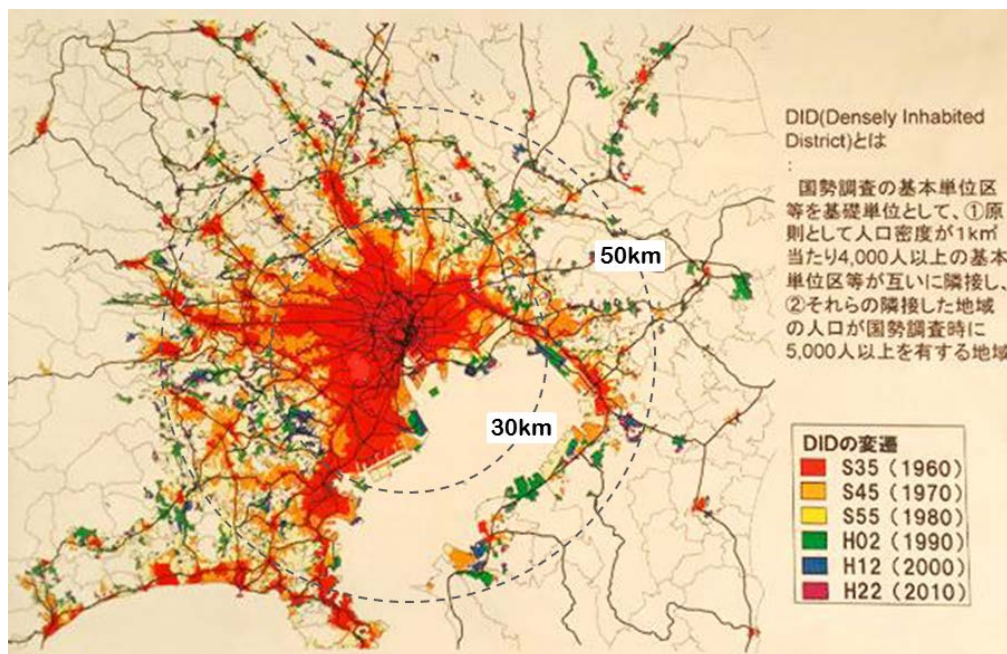 DID(Densely Inhabited
District)とは
:
国勢調査の基本単位区
等を基礎単位として、①原
則として人口密度が1k㎡
当たり4,000人以上の基本
単位区等が互いに隣接し、
②それらの隣接した地域
の人口が国勢調査時に
5,000人以上を有する地域
50km
30km
DIDの変遷
S35 (1960)
S45 (1970)
S55 (1980)
H02 (1990)
H12 (2000)
H22 (2010)